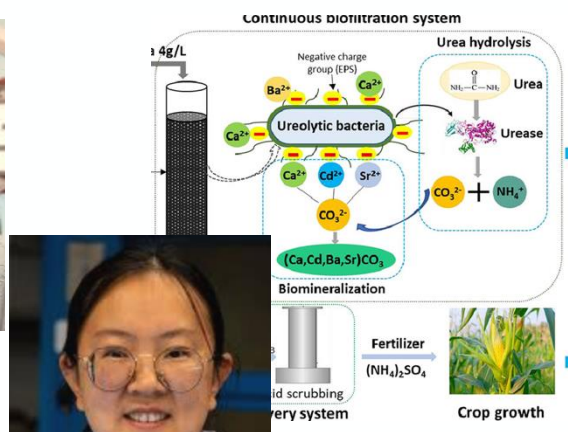 Continuous biofiltration system
4g/L
Negative charge
group (EPS)
Urea hydrolysis
Ba²⁺
Ca²⁺
O
NH₂—C—NH₂
Urea
Ca²⁺
Ureolytic bacteria
Urease
Ca²⁺
Cd²⁺
Sr²⁺
CO₃²⁻
CO₃²⁻
+
NH₄⁺
(Ca,Cd,Ba,Sr)CO₃
Biomineralization
Fertilizer
(NH₄)₂SO₄
id scrubbing
very system
Crop growth